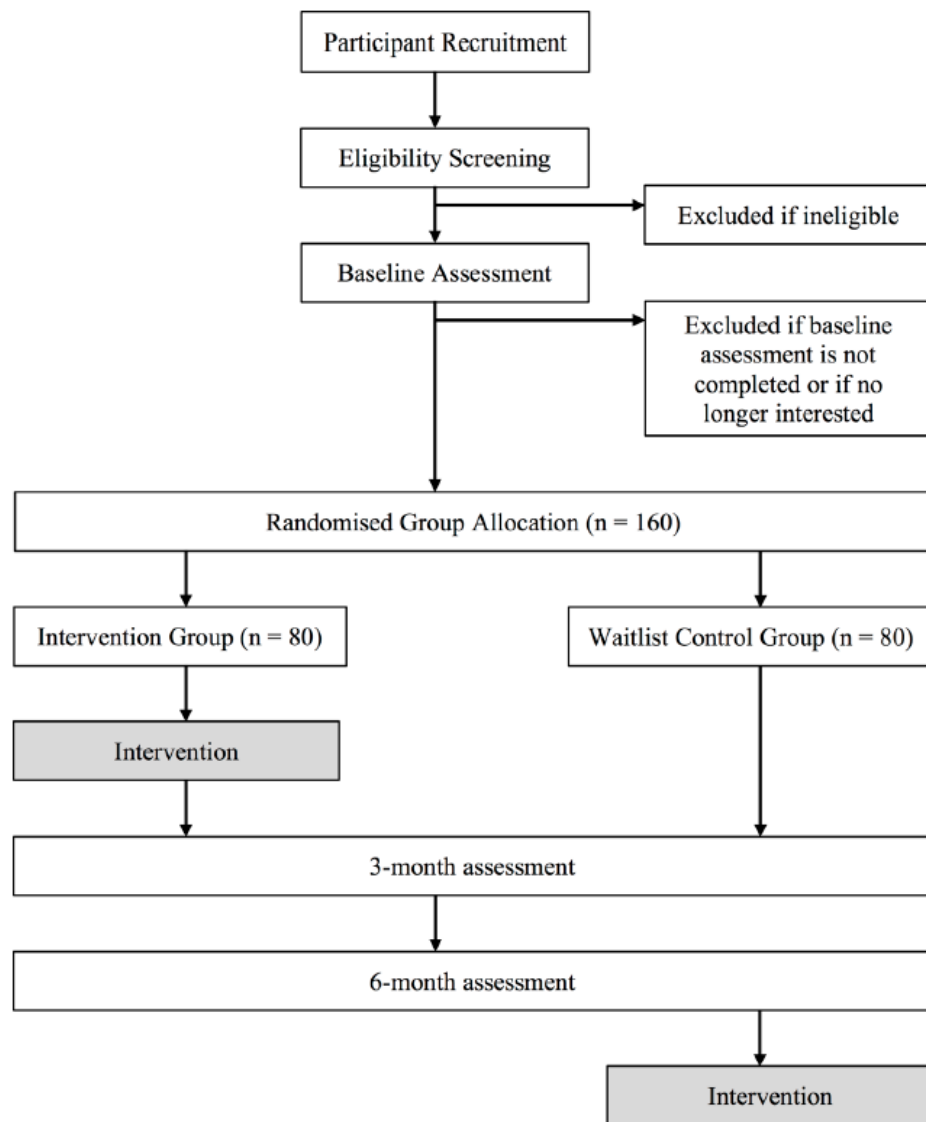 Participant Recruitment
Eligibility Screening
Excluded if ineligible
Baseline Assessment
Excluded if baseline
assessment is not
completed or if no
longer interested
Randomised Group Allocation (n = 160)
Intervention Group (n = 80)
Waitlist Control Group (n = 80)
Intervention
3-month assessment
6-month assessment
Intervention